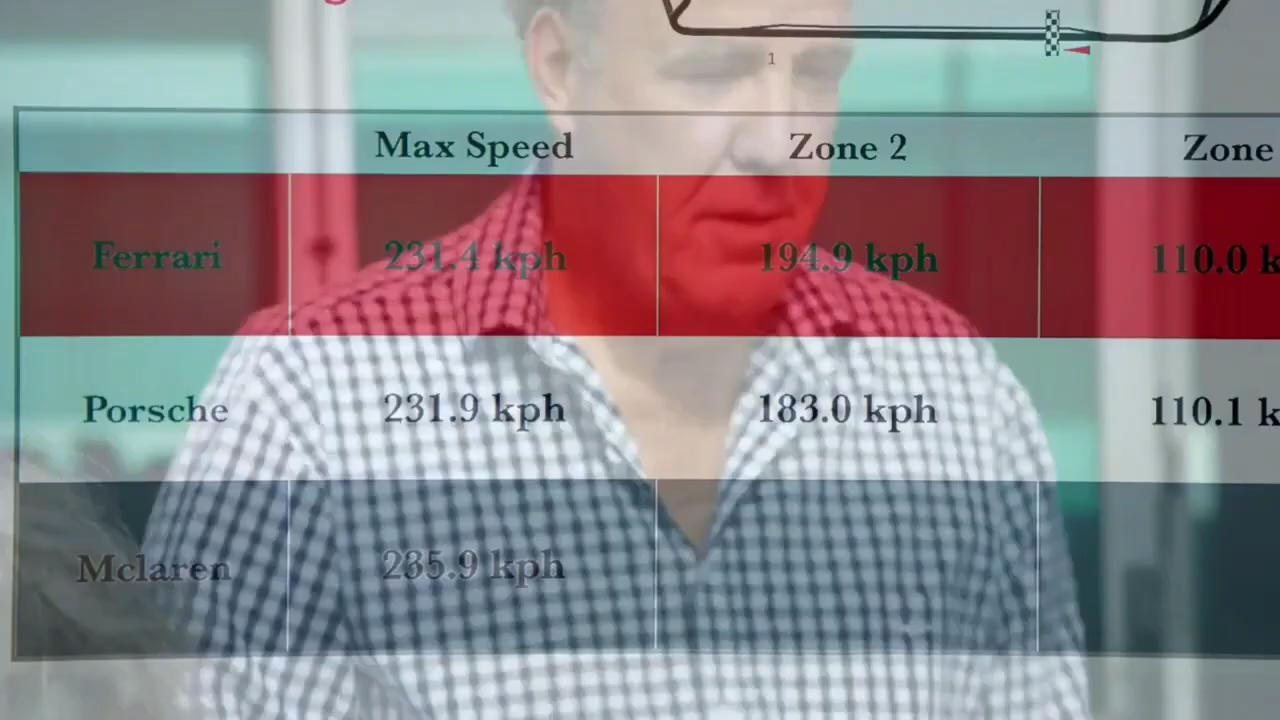 1
Max Speed Zone 2 Zone
Ferrari 231.4 kph 194.9 kph 110.0 k
Porsche 231.9 kph 183.0 kph 110.1 k
Mclaren 235.9 kph